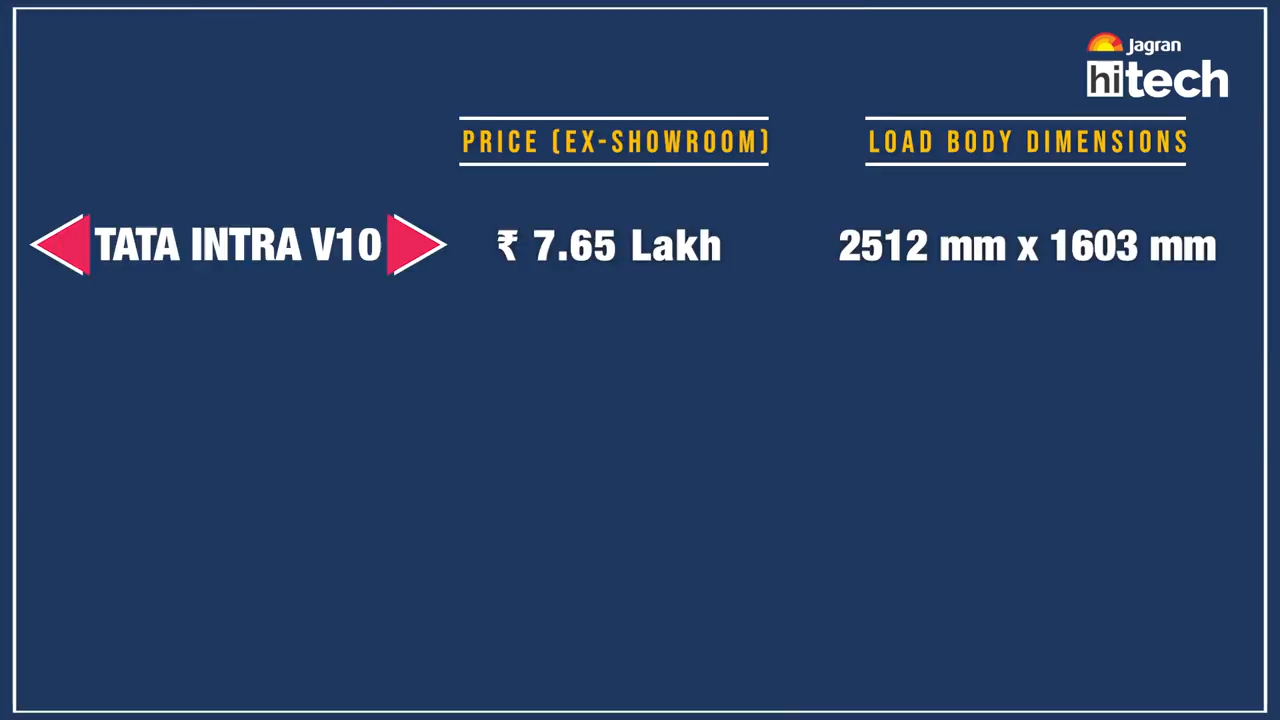 Jagran
hitech
PRICE (EX-SHOWROOM)
LOAD BODY DIMENSIONS
TATA INTRA V10
₹ 7.65 Lakh
2512 mm x 1603 mm